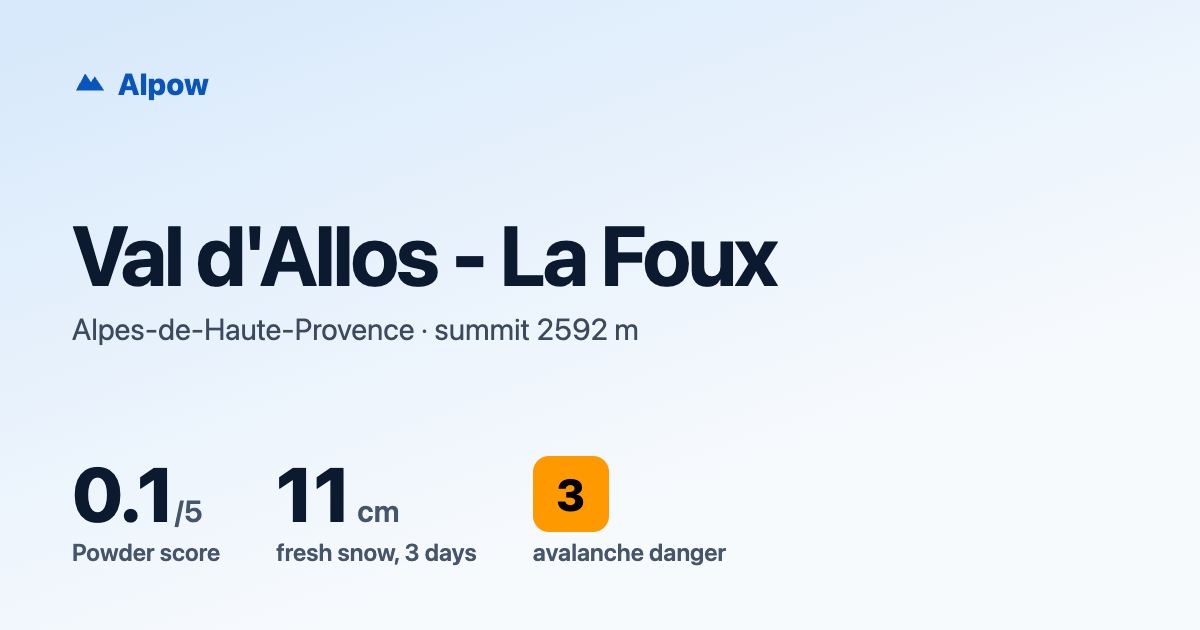 Alpow
Val d'Allos - La Foux
Alpes-de-Haute-Provence · summit 2592 m
0.1/5 11 cm 3
Powder score fresh snow, 3 days avalanche danger